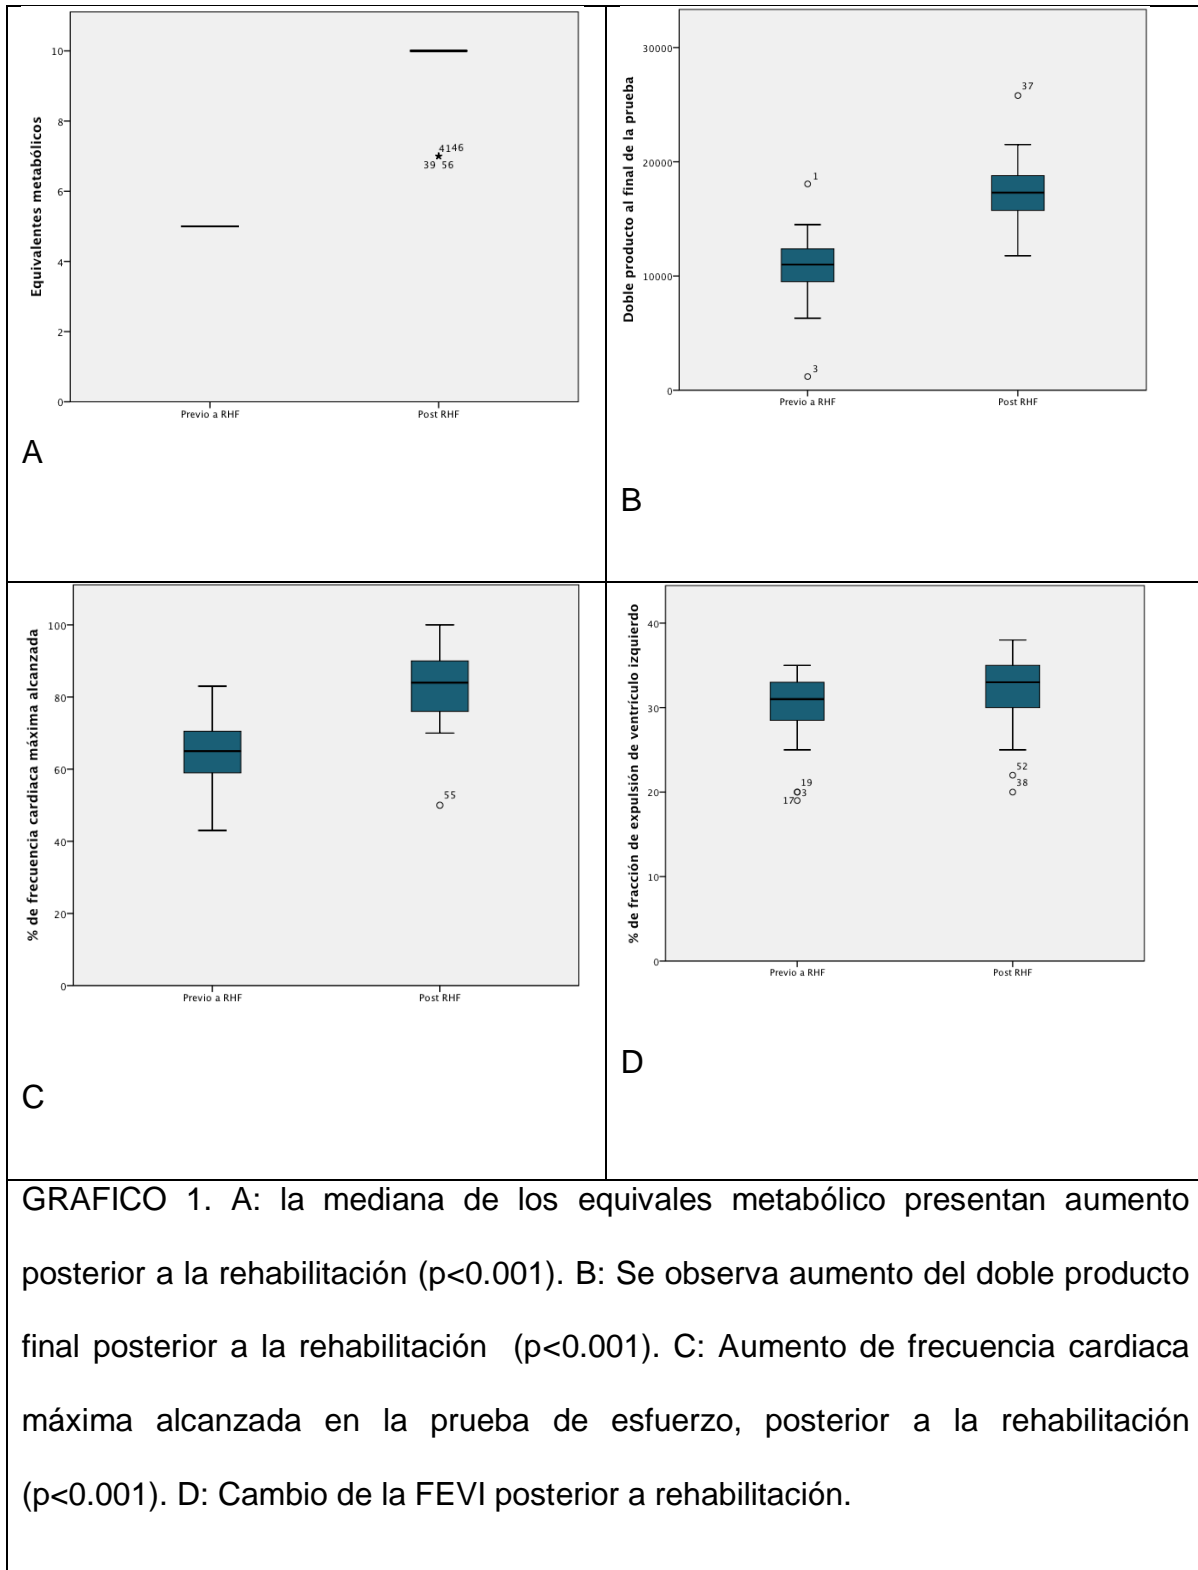 Equivalentes metabólicos
10
8
6
4
2
0
4146
39 56
Previo a RHF
Post RHF
A
Doble producto al final de la prueba
30000
20000
10000
0
37
1
3
Previo a RHF
Post RHF
B
% de frecuencia cardiaca máxima alcanzada
100
80
60
40
20
0
55
Previo a RHF
Post RHF
C
% de fracción de expulsión de ventrículo izquierdo
40
30
20
10
0
19
3
17
52
38
Previo a RHF
Post RHF
D
GRAFICO 1. A: la mediana de los equivales metabólico presentan aumento
posterior a la rehabilitación (p<0.001). B: Se observa aumento del doble producto
final posterior a la rehabilitación (p<0.001). C: Aumento de frecuencia cardiaca
máxima alcanzada en la prueba de esfuerzo, posterior a la rehabilitación
(p<0.001). D: Cambio de la FEVI posterior a rehabilitación.